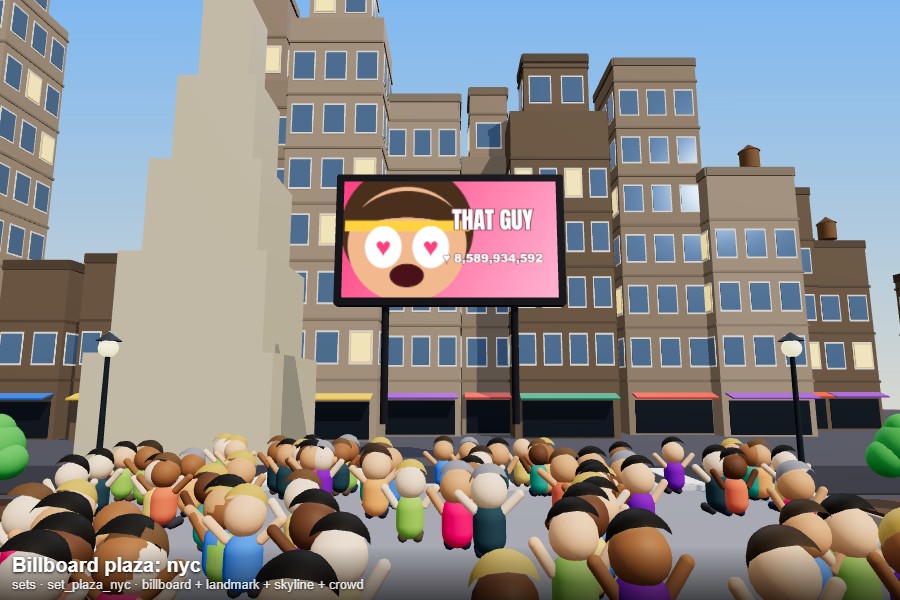 THAT GUY
♥ 8,589,934,592
Billboard plaza: nyc
sets · set_plaza_nyc · billboard + landmark + skyline + crowd